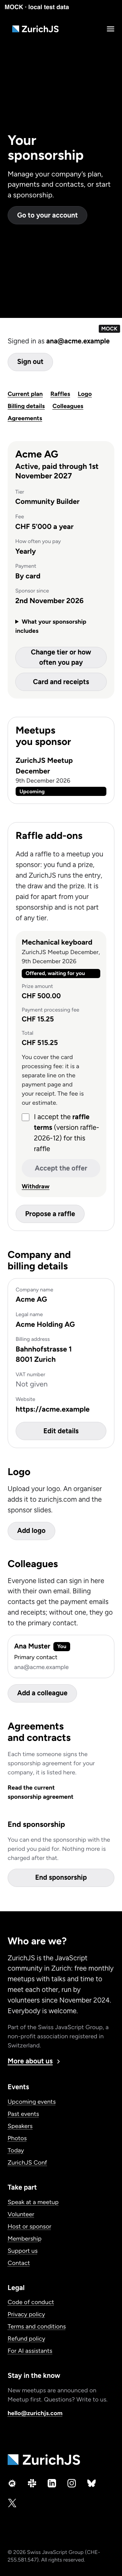 MOCK · local test data
ZurichJS
Your
sponsorship
Manage your company's plan,
payments and contacts, or start
a sponsorship.
Go to your account
MOCK
Signed in as ana@acme.example
Sign out
Current plan Raffles Logo
Billing details Colleagues
Agreements
Acme AG
Active, paid through 1st
November 2027
Tier
Community Builder
Fee
CHF 5'000 a year
How often you pay
Yearly
Payment
By card
Sponsor since
2nd November 2026
▶ What your sponsorship
includes
Change tier or how
often you pay
Card and receipts
Meetups
you sponsor
ZurichJS Meetup
December
9th December 2026
Upcoming
Raffle add-ons
Add a raffle to a meetup you
sponsor: you fund a prize,
and ZurichJS runs the entry,
the draw and the prize. It is
paid for apart from your
sponsorship and is not part
of any tier.
Mechanical keyboard
ZurichJS Meetup December,
9th December 2026
Offered, waiting for you
Prize amount
CHF 500.00
Payment processing fee
CHF 15.25
Total
CHF 515.25
You cover the card
processing fee: it is a
separate line on the
payment page and
your receipt. The fee is
our estimate.
I accept the raffle
terms (version raffle-
2026-12) for this
raffle
Accept the offer
Withdraw
Propose a raffle
Company and
billing details
Company name
Acme AG
Legal name
Acme Holding AG
Billing address
Bahnhofstrasse 1
8001 Zurich
VAT number
Not given
Website
https://acme.example
Edit details
Logo
Upload your logo. An organiser
adds it to zurichjs.com and the
sponsor slides.
Add logo
Colleagues
Everyone listed can sign in here
with their own email. Billing
contacts get the payment emails
and receipts; without one, they go
to the primary contact.
Ana Muster You
Primary contact
ana@acme.example
Add a colleague
Agreements
and contracts
Each time someone signs the
sponsorship agreement for your
company, it is listed here.
Read the current
sponsorship agreement
End sponsorship
You can end the sponsorship with the
period you paid for. Nothing more is
charged after that.
End sponsorship
Who are we?
ZurichJS is the JavaScript
community in Zurich: free monthly
meetups with talks and time to
meet each other, run by
volunteers since November 2024.
Everybody is welcome.
Part of the Swiss JavaScript Group, a
non-profit association registered in
Switzerland.
More about us >
Events
Upcoming events
Past events
Speakers
Photos
Today
ZurichJS Conf
Take part
Speak at a meetup
Volunteer
Host or sponsor
Membership
Support us
Contact
Legal
Code of conduct
Privacy policy
Terms and conditions
Refund policy
For AI assistants
Stay in the know
New meetups are announced on
Meetup first. Questions? Write to us.
hello@zurichjs.com
ZurichJS
© 2026 Swiss JavaScript Group (CHE-
255.581.547). All rights reserved.